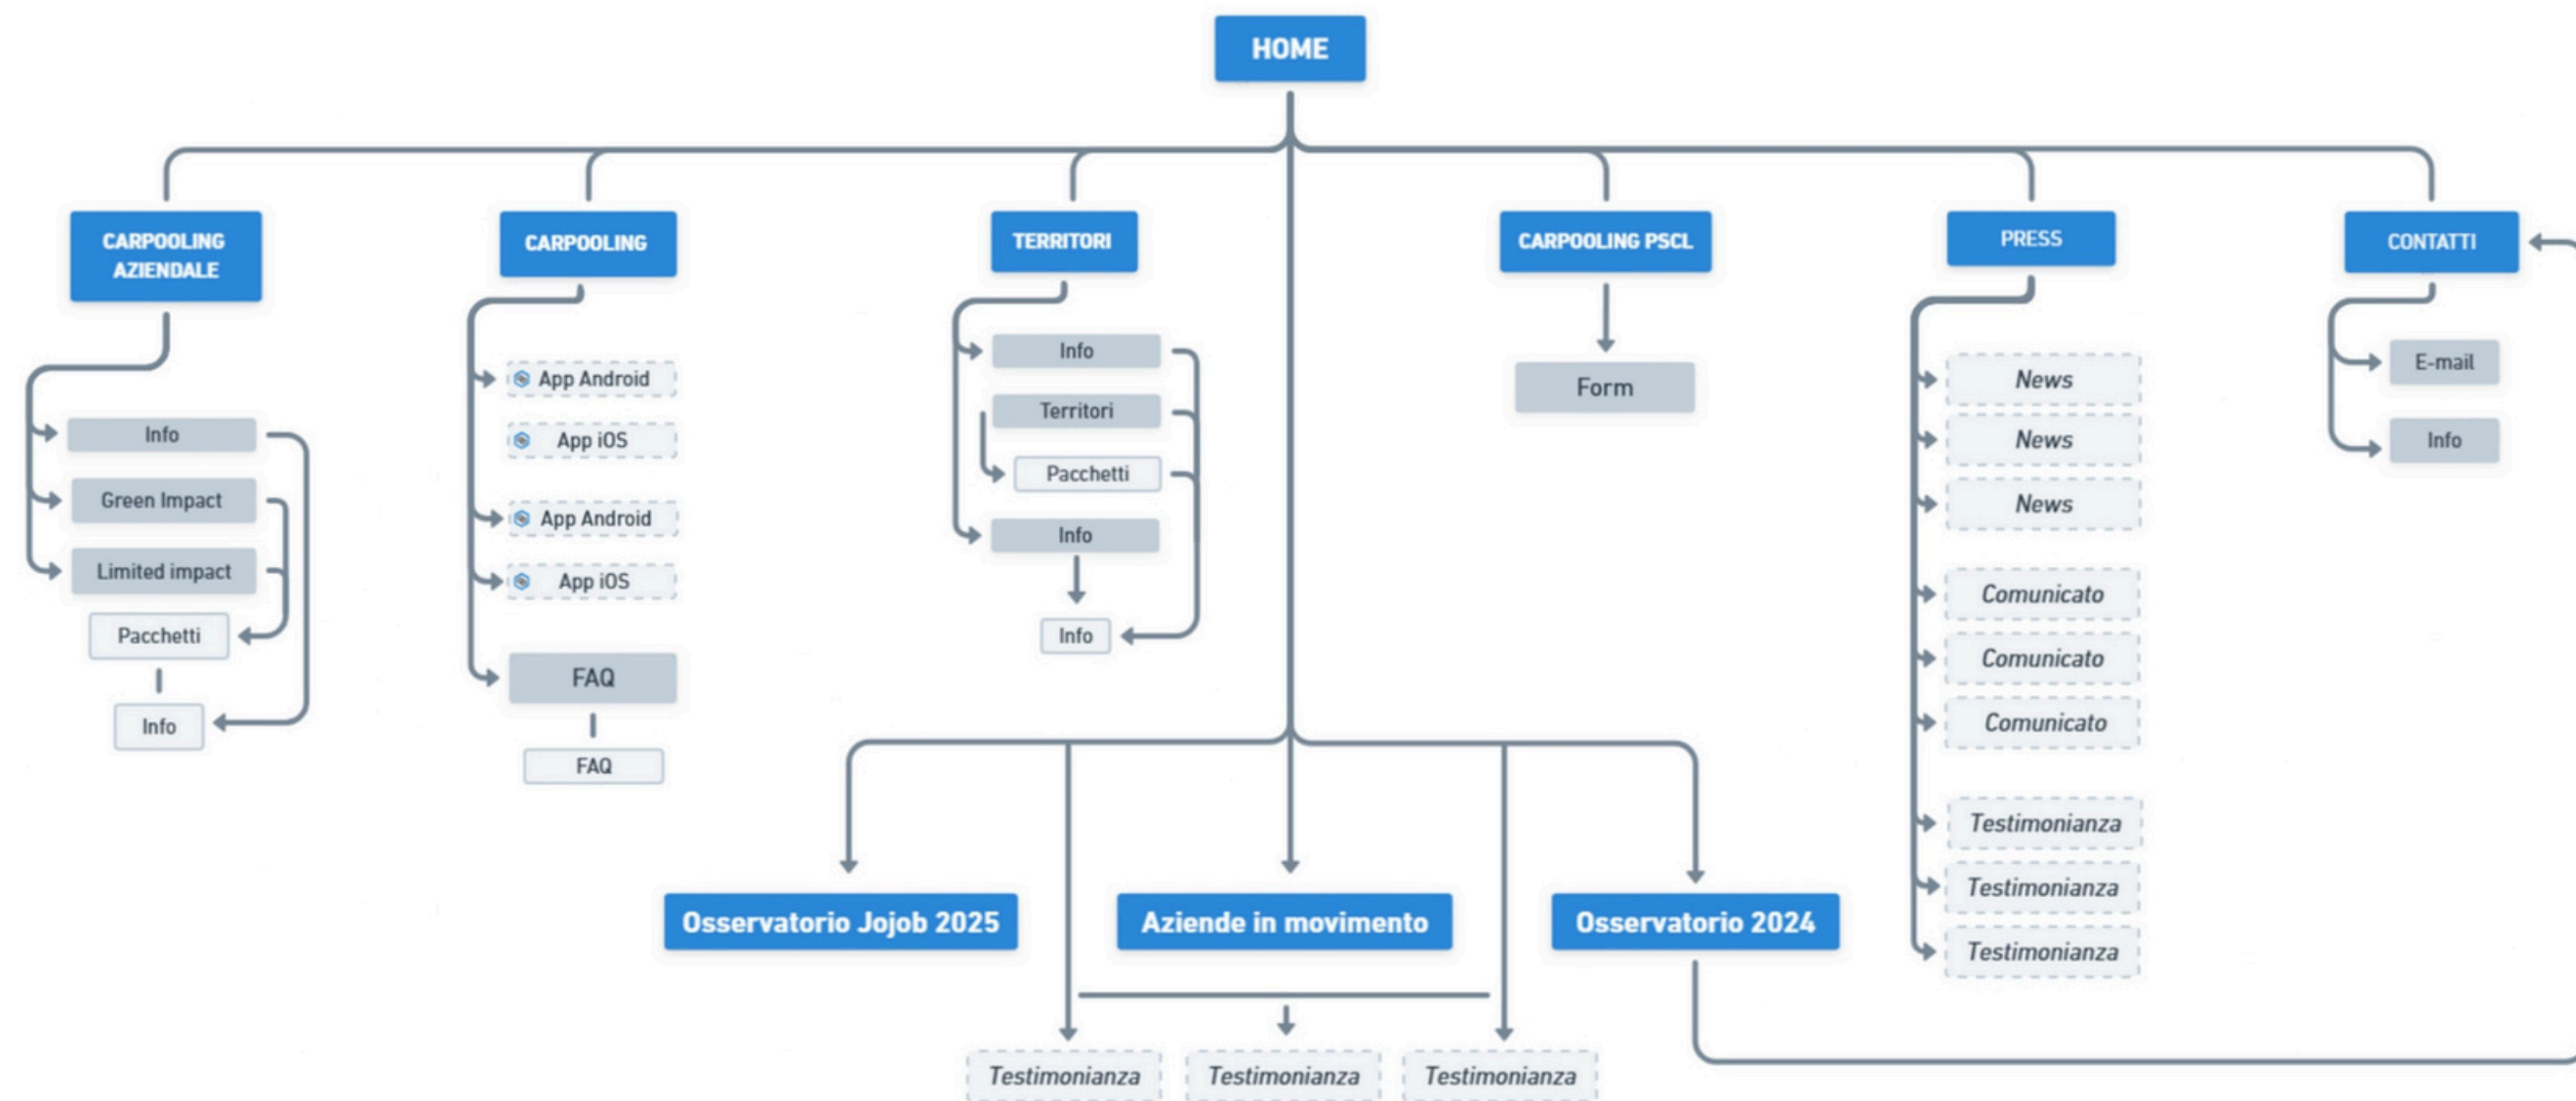 HOME
CARPOOLING
AZIENDALE
Info
Green Impact
Limited impact
Pacchetti
Info
CARPOOLING
App Android
App iOS
App Android
App iOS
FAQ
FAQ
TERRITORI
Info
Territori
Pacchetti
Info
Info
CARPOOLING PSCL
Form
PRESS
News
News
News
Comunicato
Comunicato
Comunicato
Testimonianza
Testimonianza
Testimonianza
CONTATTI
E-mail
Info
Osservatorio Jojob 2025
Aziende in movimento
Osservatorio 2024
Testimonianza
Testimonianza
Testimonianza